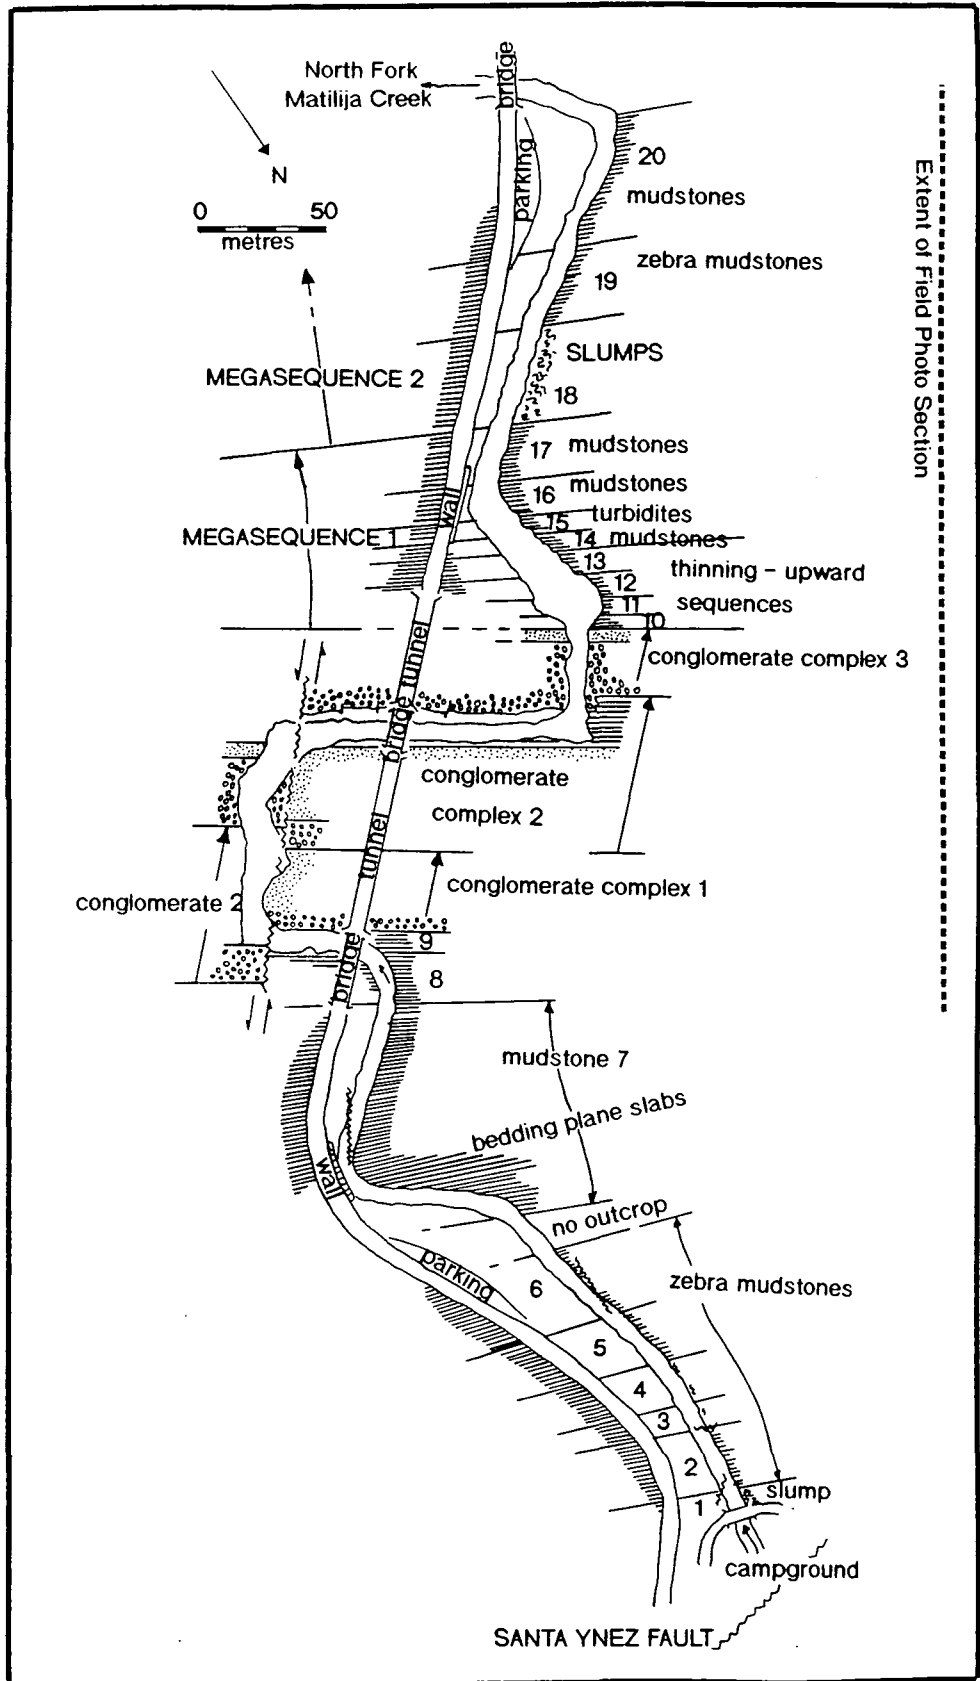 bridge
North Fork
Matilija Creek
N
0 50
metres
parking
20
mudstones
zebra mudstones
19
Extent of Field Photo Section
SLUMPS
18
MEGASEQUENCE 2
17 mudstones
16 mudstones
wall
15 turbidites
14 mudstones
MEGASEQUENCE 1
13
thinning - upward
12
11 sequences
10
tunnel
conglomerate complex 3
bridge
conglomerate
complex 2
tunnel
conglomerate complex 1
conglomerate 2
9
bridge
8
mudstone 7
bedding plane slabs
wall
no outcrop
parking
6
zebra mudstones
5
4
3
2
slump
1
campground
SANTA YNEZ FAULT